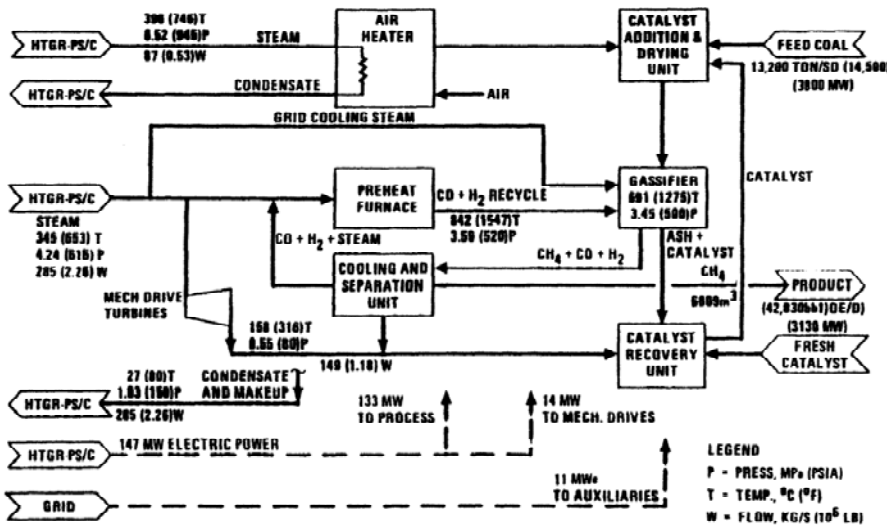 396 (746)T
6.52 (945)P
67 (0.53)W
HTGR-PS/C
STEAM
AIR
HEATER
CATALYST
ADDITION &
DRYING
UNIT
FEED COAL
13,200 TON/SD (14,500)
(3800 MW)
HTGR-PS/C
CONDENSATE
AIR
GRID COOLING STEAM
CATALYST
HTGR-PS/C
STEAM
345 (653) T
4.24 (615) P
285 (2.26) W
PREHEAT
FURNACE
CO + H2 RECYCLE
842 (1547)T
3.59 (520)P
GASSIFIER
691 (1275)T
3.45 (500)P
CO + H2 + STEAM
ASH +
CATALYST
CH4 + CO + H2
COOLING AND
SEPARATION
UNIT
CH4
PRODUCT
(3130 MW)
MECH DRIVE
TURBINES
158 (316)T
0.55 (80)P
149 (1.18) W
CATALYST
RECOVERY
UNIT
FRESH
CATALYST
27 (80)T
1.03 (150)P
285 (2.26)W
HTGR-PS/C
CONDENSATE
AND MAKEUP
133 MW
TO PROCESS
14 MW
TO MECH. DRIVES
HTGR-PS/C
147 MW ELECTRIC POWER
GRID
11 MWe
TO AUXILIARIES
LEGEND
P - PRESS, MPa (PSIA)
T - TEMP., °C (°F)
W - FLOW, KG/S (10⁶ LB)